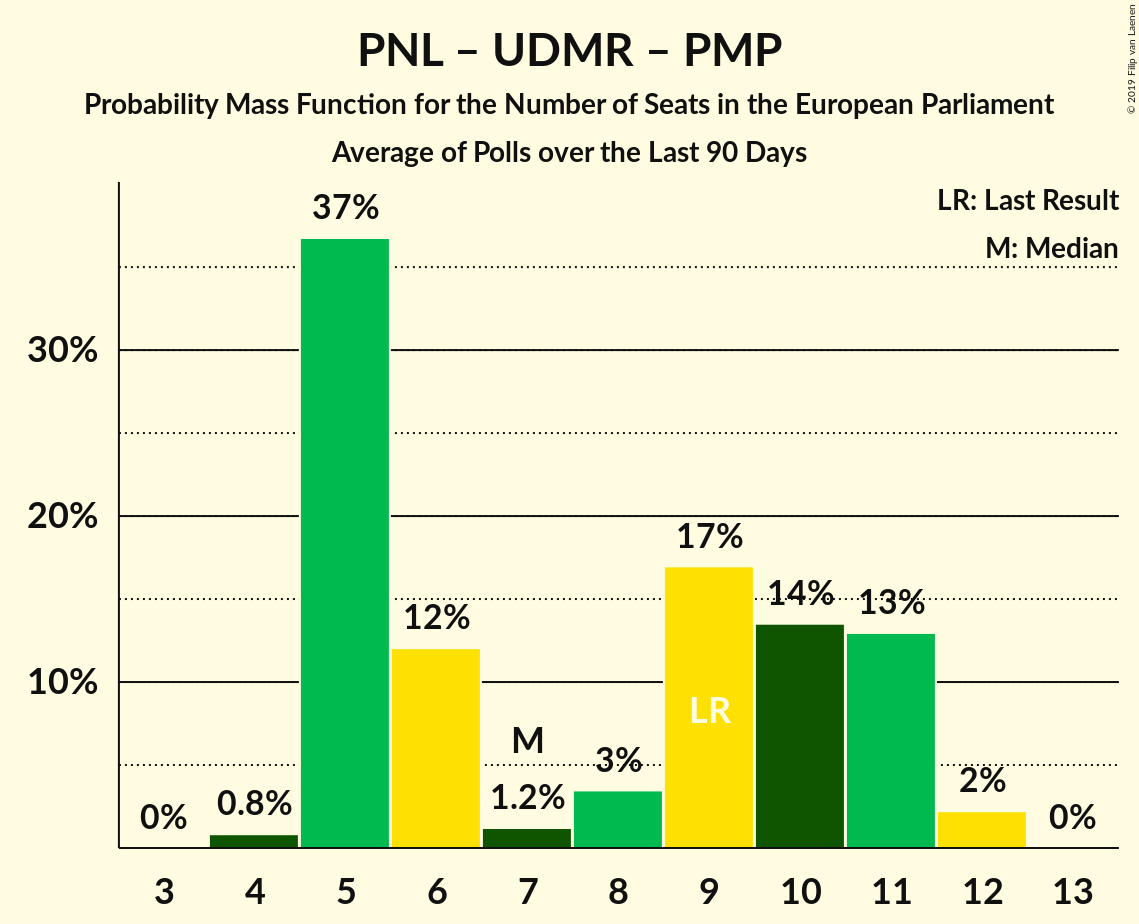 PNL – UDMR – PMP
Probability Mass Function for the Number of Seats in the European Parliament
Average of Polls over the Last 90 Days
© 2019 Filip van Laenen
LR: Last Result
M: Median
37%
30%
20%
17%
14%
13%
12%
10%
LR
M
3%
2%
1.2%
0.8%
0%
0%
3 4 5 6 7 8 9 10 11 12 13